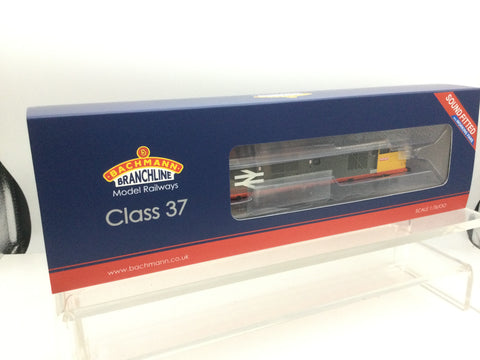 BACHMANN
BRANCHLINE
Model Railways
Class 37
www.bachmann.co.uk
SOUND FITTED
SCALE 1:76/OO